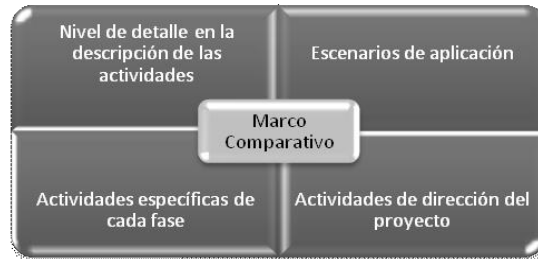 Nivel de detalle en la
descripción de las
actividades
Escenarios de aplicación
Marco
Comparativo
Actividades específicas de
cada fase
Actividades de dirección del
proyecto